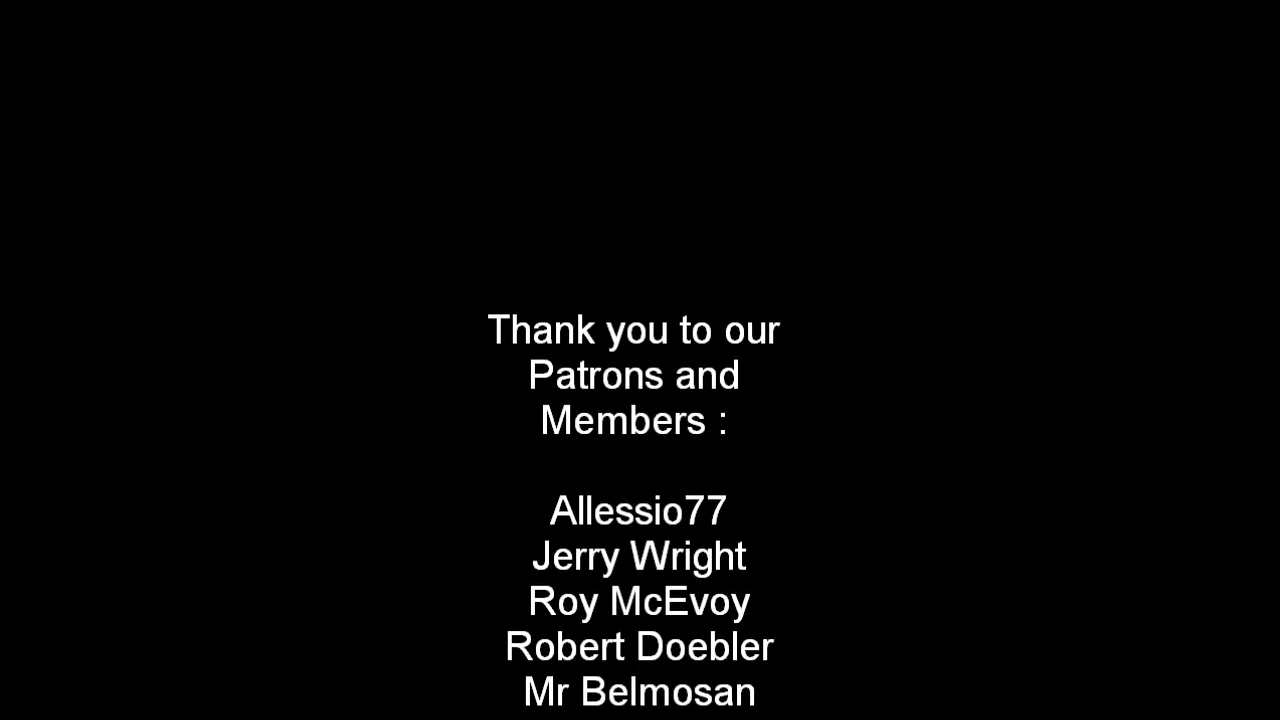 Thank you to our
Patrons and
Members :
Allessio77
Jerry Wright
Roy McEvoy
Robert Doebler
Mr Belmosan